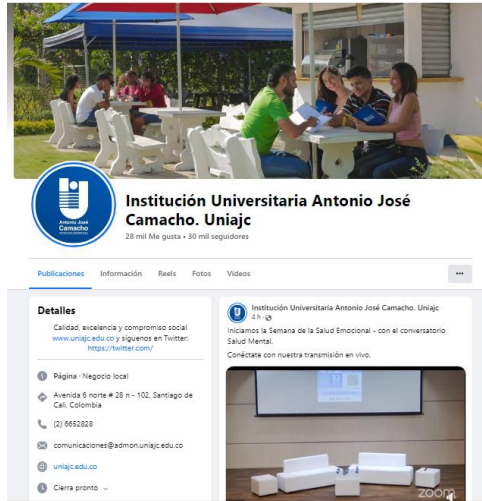 Antonio José
Camacho
Institución Universitaria Antonio José
Camacho. Uniajc
28 mil Me gusta • 30 mil seguidores
Publicaciones Información Reels Fotos Videos
Detalles
Calidad, excelencia y compromiso social
www.uniajc.edu.co y síguenos en Twitter:
https://twitter.com/
Página · Negocio local
Avenida 6 norte # 28 n - 102, Santiago de
Cali, Colombia
(2) 6652828
comunicaciones@admon.uniajc.edu.co
uniajc.edu.co
Cierra pronto
Institución Universitaria Antonio José Camacho. Uniajc
4 h ·
Iniciamos la Semana de la Salud Emocional - con el conversatorio
Salud Mental.
Conéctate con nuestra transmisión en vivo.
zoom